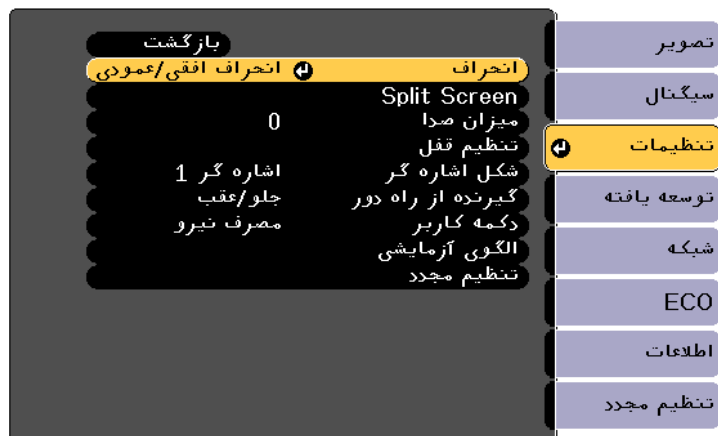 بازگشت
انحراف انحراف افقی/عمودی
Split Screen
میزان صدا 0
تنظیم قفل
شکل اشاره گر اشاره گر 1
گیرنده از راه دور جلو/عقب
دکمه کاربر مصرف نیرو
الگوی آزمایشی
تنظیم مجدد
تصویر
سیگنال
تنظیمات
توسعه یافته
شبکه
ECO
اطلاعات
تنظیم مجدد